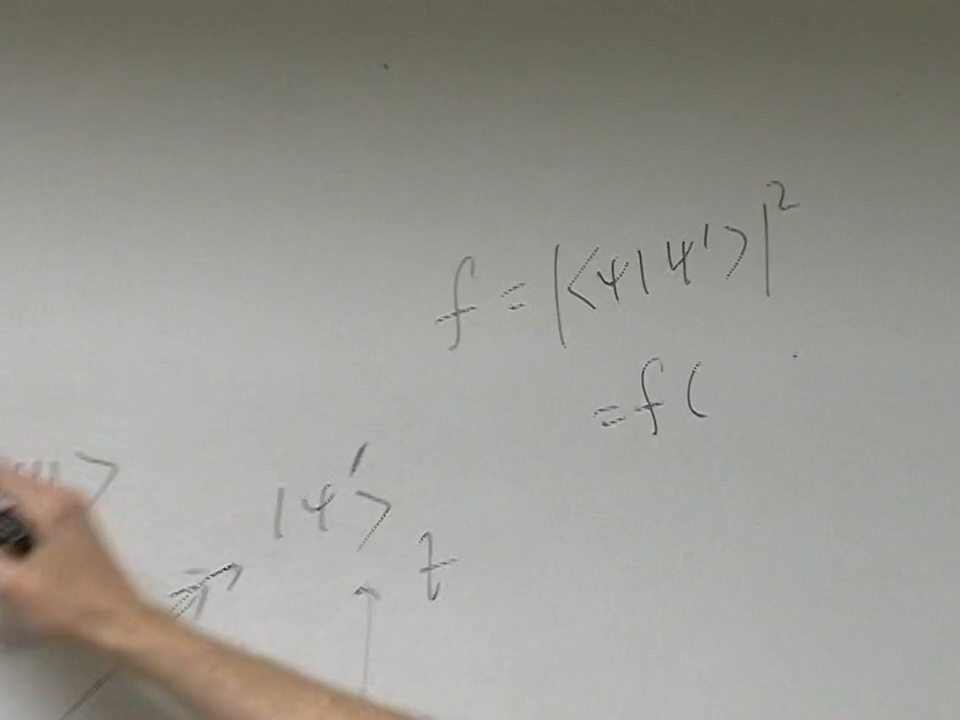 f = |<ψ|ψ'>|²
= f(
|ψ'>
t